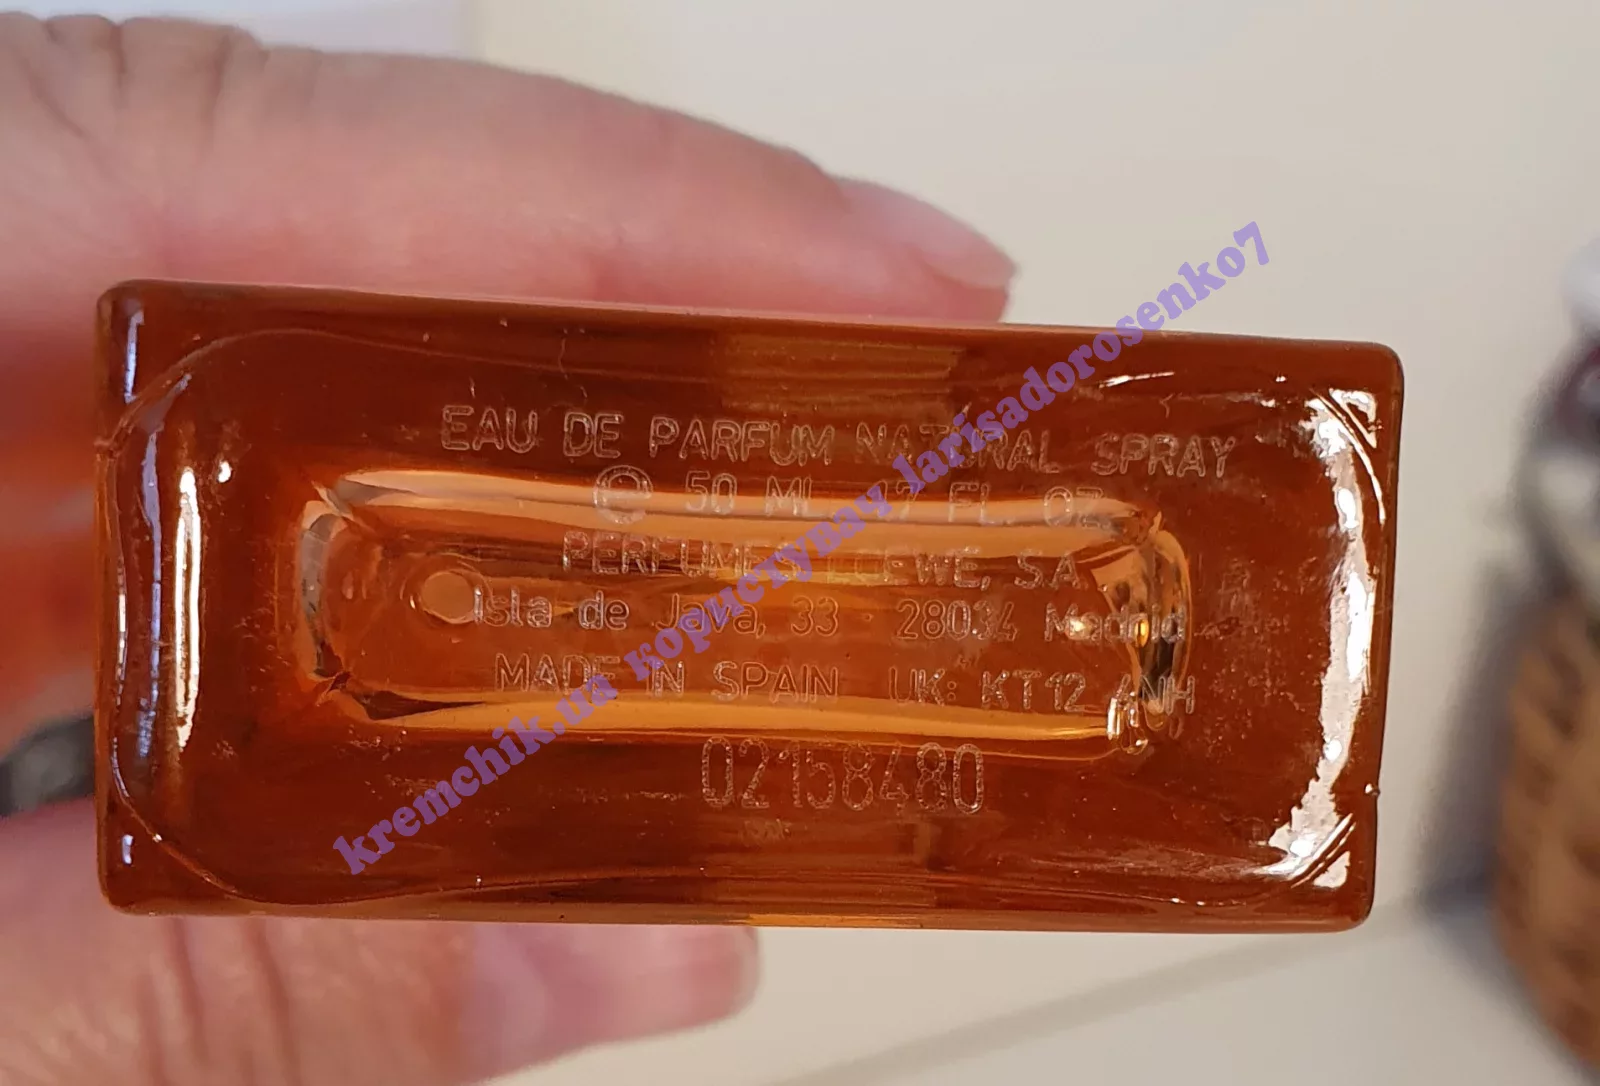 EAU DE PARFUM NATURAL SPRAY
℮ 50 ML 1.7 FL. OZ
PERFUMES LOEWE, S.A.
Isla de Java, 33 28034 Madrid
MADE IN SPAIN UK: KT12 4NH
02158480
kremchik.ua користувач larisadorosenko7